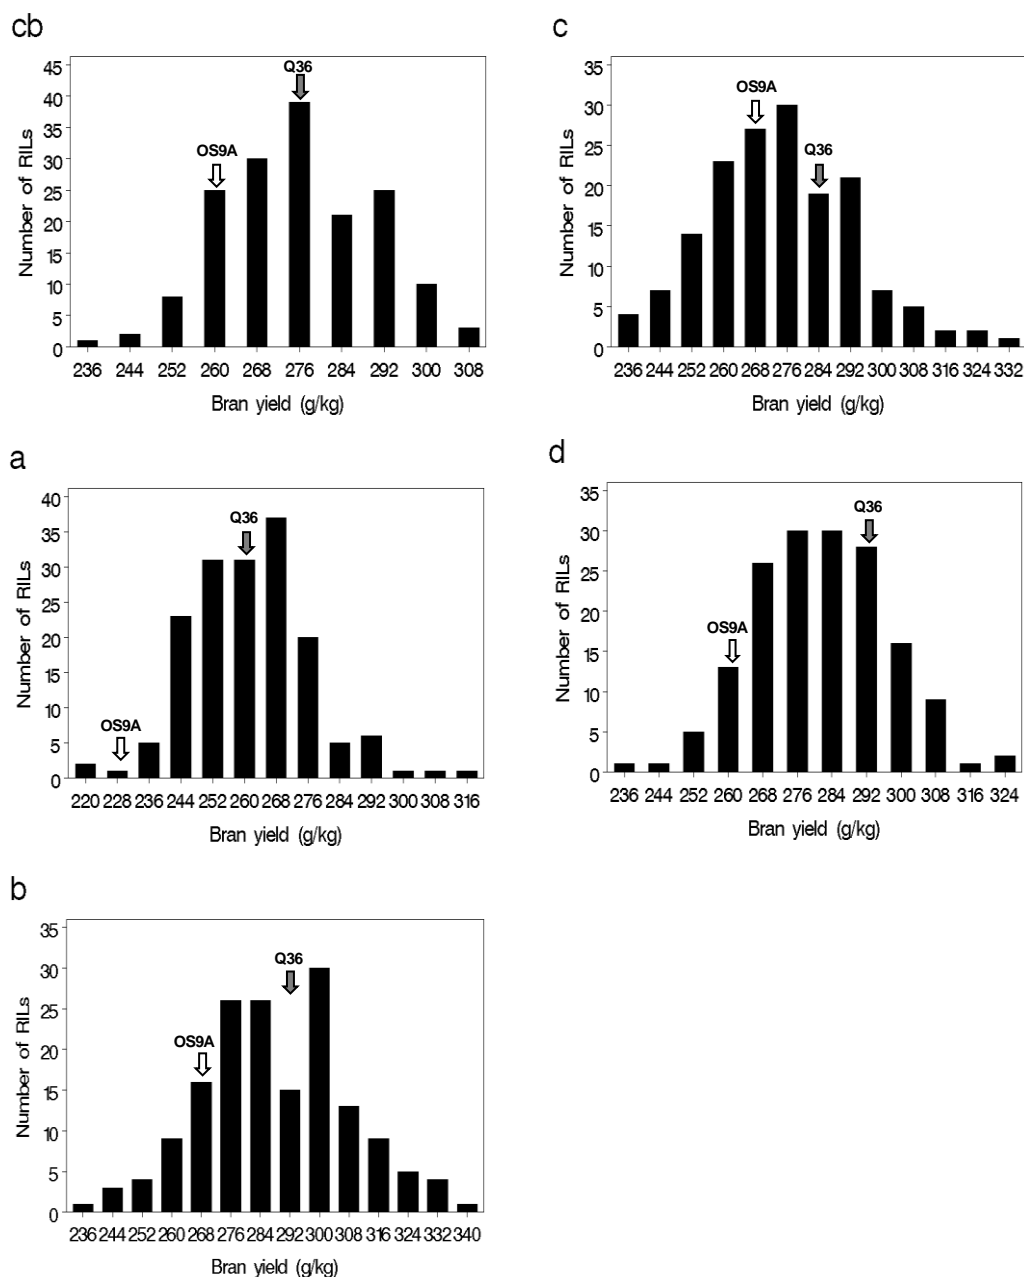 cb
Q36
OS9A
Number of RILs
45
40
35
30
25
20
15
10
5
0
236 244 252 260 268 276 284 292 300 308
Bran yield (g/kg)
c
OS9A
Q36
Number of RILs
35
30
25
20
15
10
5
0
236 244 252 260 268 276 284 292 300 308 316 324 332
Bran yield (g/kg)
a
Q36
OS9A
Number of RILs
40
35
30
25
20
15
10
5
0
220 228 236 244 252 260 268 276 284 292 300 308 316
Bran yield (g/kg)
d
Q36
OS9A
Number of RILs
35
30
25
20
15
10
5
0
236 244 252 260 268 276 284 292 300 308 316 324
Bran yield (g/kg)
b
Q36
OS9A
Number of RILs
35
30
25
20
15
10
5
0
236 244 252 260 268 276 284 292 300 308 316 324 332 340
Bran yield (g/kg)